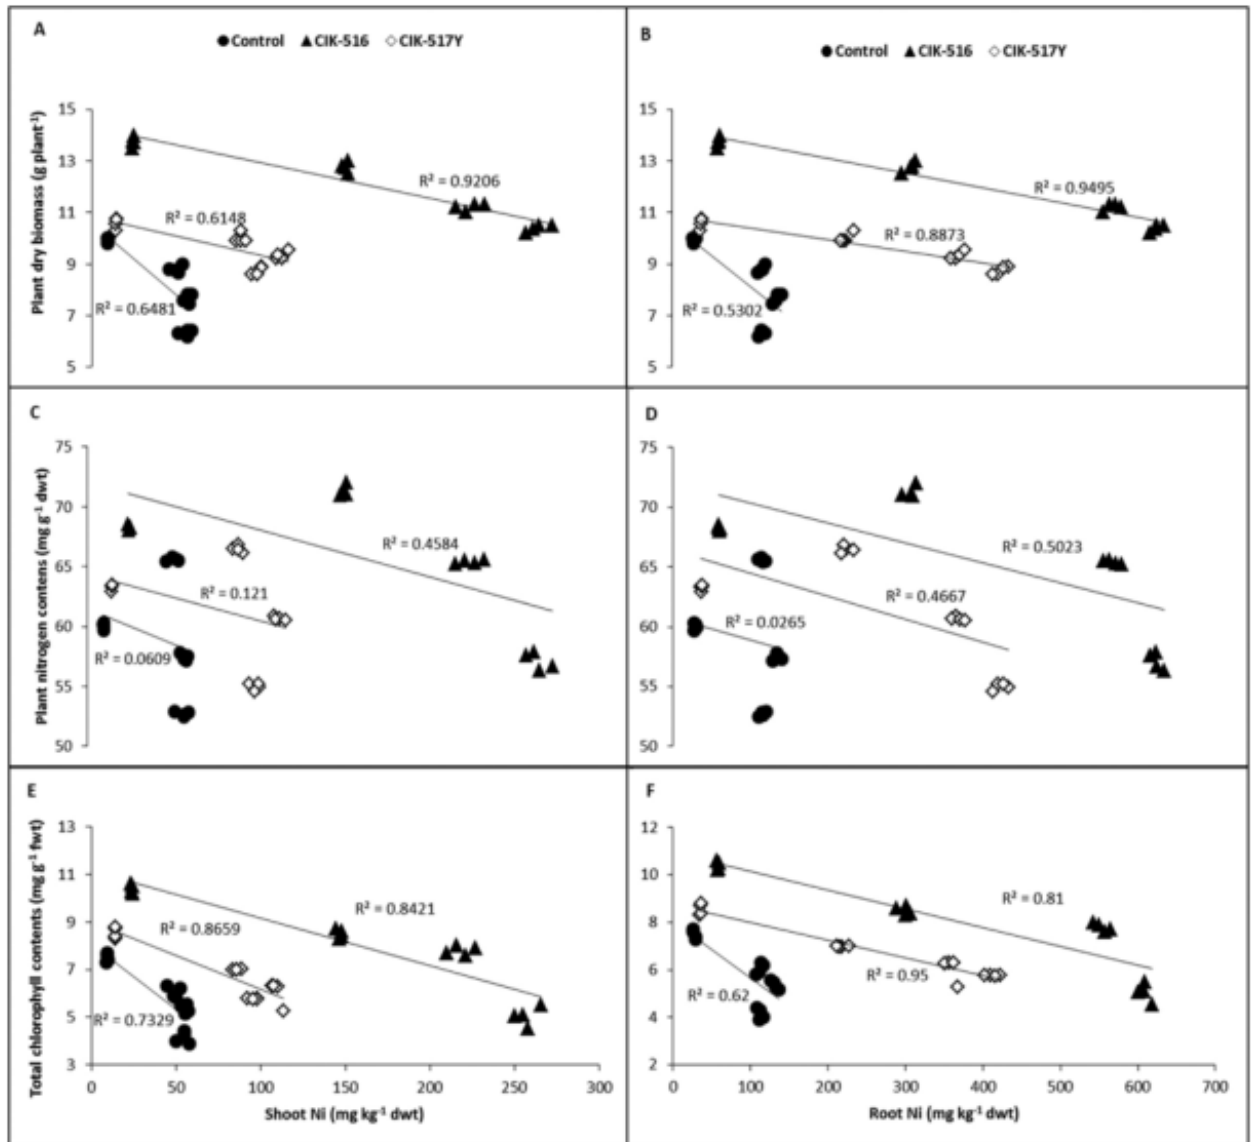 A
● Control ▲ CIK-516 ◇ CIK-517Y
Plant dry biomass (g plant⁻¹)
15
13
11
9
7
5
R² = 0.9206
R² = 0.6148
R² = 0.6481
B
● Control ▲ CIK-516 ◇ CIK-517Y
15
13
11
9
7
5
R² = 0.9495
R² = 0.8873
R² = 0.5302
C
Plant nitrogen contens (mg g⁻¹ dwt)
75
70
65
60
55
50
R² = 0.4584
R² = 0.121
R² = 0.0609
D
75
70
65
60
55
50
R² = 0.5023
R² = 0.4667
R² = 0.0265
E
Total chlorophyll contens (mg g⁻¹ fwt)
13
11
9
7
5
3
R² = 0.8421
R² = 0.8659
R² = 0.7329
0 50 100 150 200 250 300
Shoot Ni (mg kg⁻¹ dwt)
F
12
10
8
6
4
2
R² = 0.81
R² = 0.95
R² = 0.62
0 100 200 300 400 500 600 700
Root Ni (mg kg⁻¹ dwt)